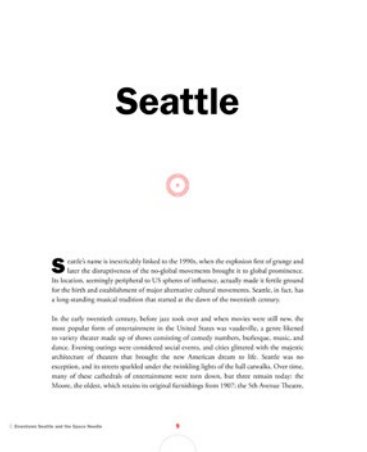 Seattle
Seattle's name is inextricably linked to the 1990s, when the explosion first of grunge and
later the disruptiveness of the no-global movements brought it to global prominence.
Its location, seemingly peripheral to US spheres of influence, actually made it fertile ground
for the birth and establishment of major alternative cultural movements. Seattle, in fact, has
a long-standing musical tradition that started at the dawn of the twentieth century.
In the early twentieth century, before jazz took over and when movies were still new, the
most popular form of entertainment in the United States was vaudeville, a genre likened
to variety theater made up of shows consisting of comedy numbers, burlesque, music, and
dance. Evening outings were considered social events, and cities glittered with the majestic
architecture of theaters that brought the new American dream to life. Seattle was no
exception, and its streets sparkled under the twinkling lights of the hall catwalks. Over time,
many of these cathedrals of entertainment were torn down, but three remain today: the
Moore, the oldest, which retains its original furnishings from 1907; the 5th Avenue Theatre,
Downtown Seattle and the Space Needle
9